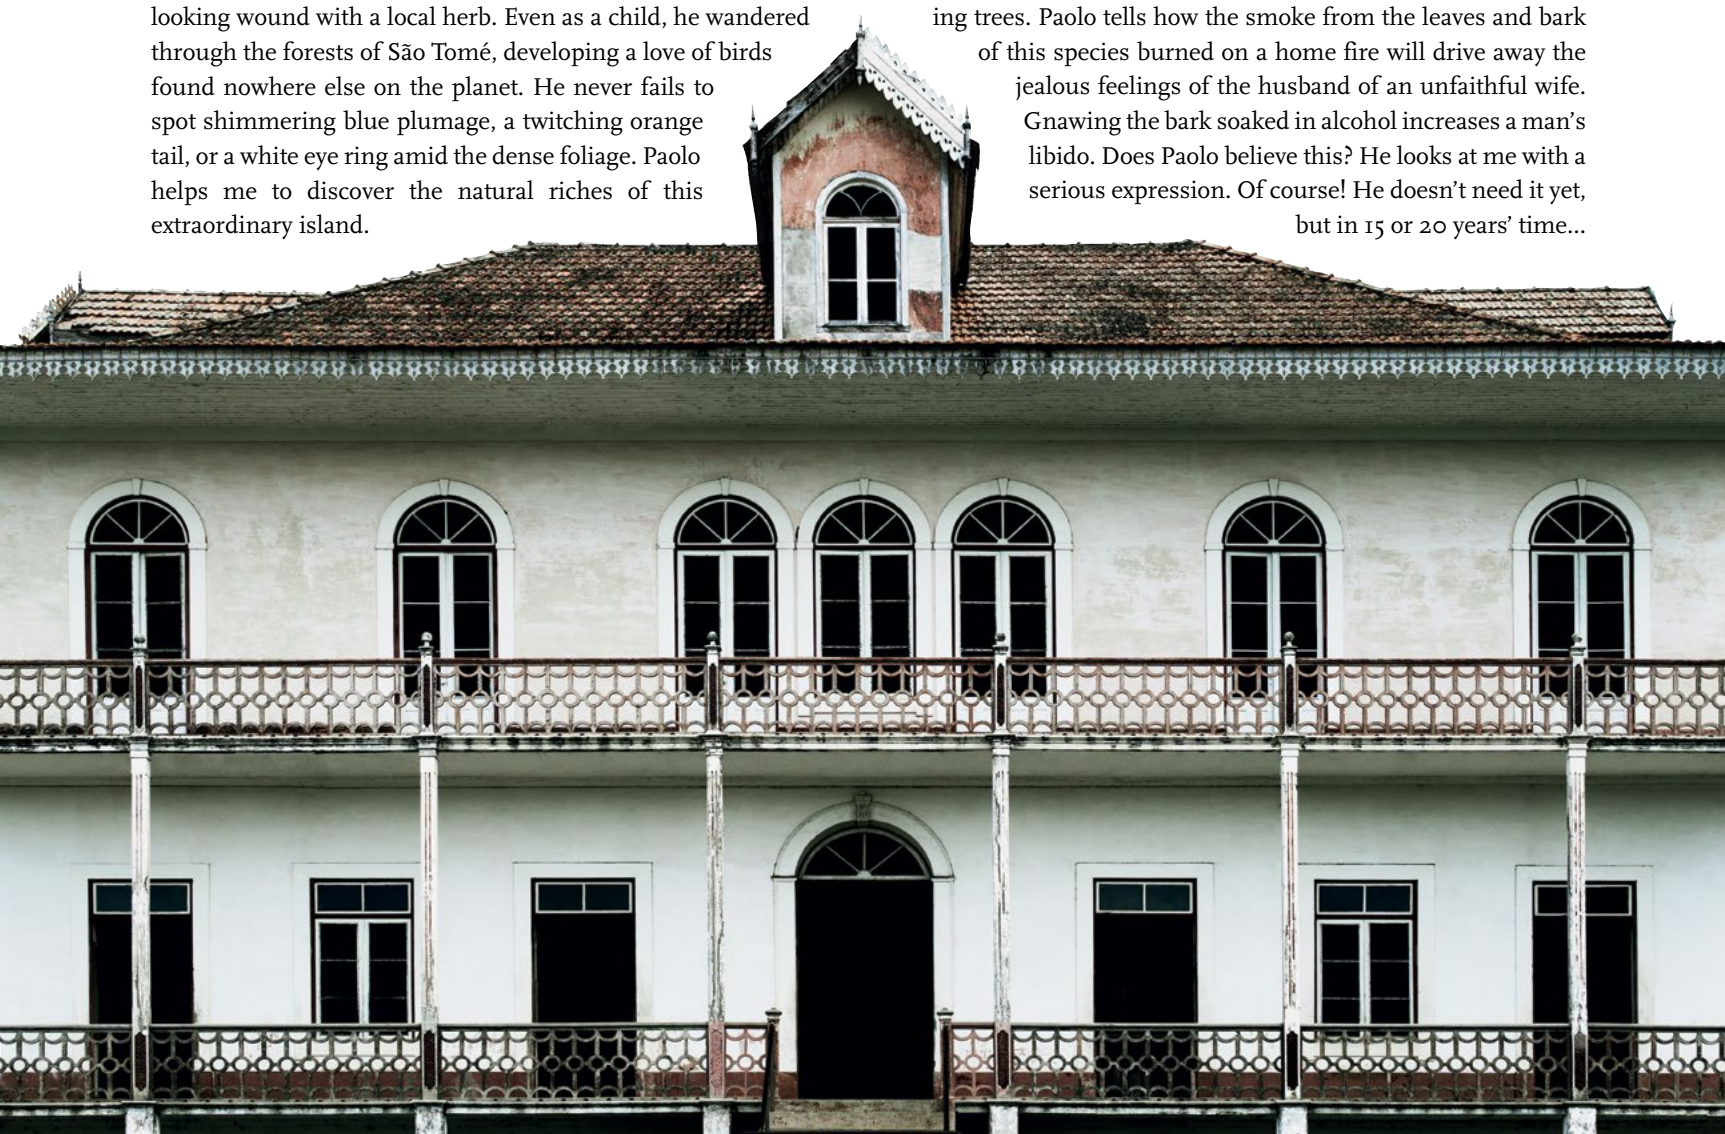 looking wound with a local herb. Even as a child, he wandered
through the forests of São Tomé, developing a love of birds
found nowhere else on the planet. He never fails to
spot shimmering blue plumage, a twitching orange
tail, or a white eye ring amid the dense foliage. Paolo
helps me to discover the natural riches of this
extraordinary island.
ing trees. Paolo tells how the smoke from the leaves and bark
of this species burned on a home fire will drive away the
jealous feelings of the husband of an unfaithful wife.
Gnawing the bark soaked in alcohol increases a man’s
libido. Does Paolo believe this? He looks at me with a
serious expression. Of course! He doesn’t need it yet,
but in 15 or 20 years’ time...